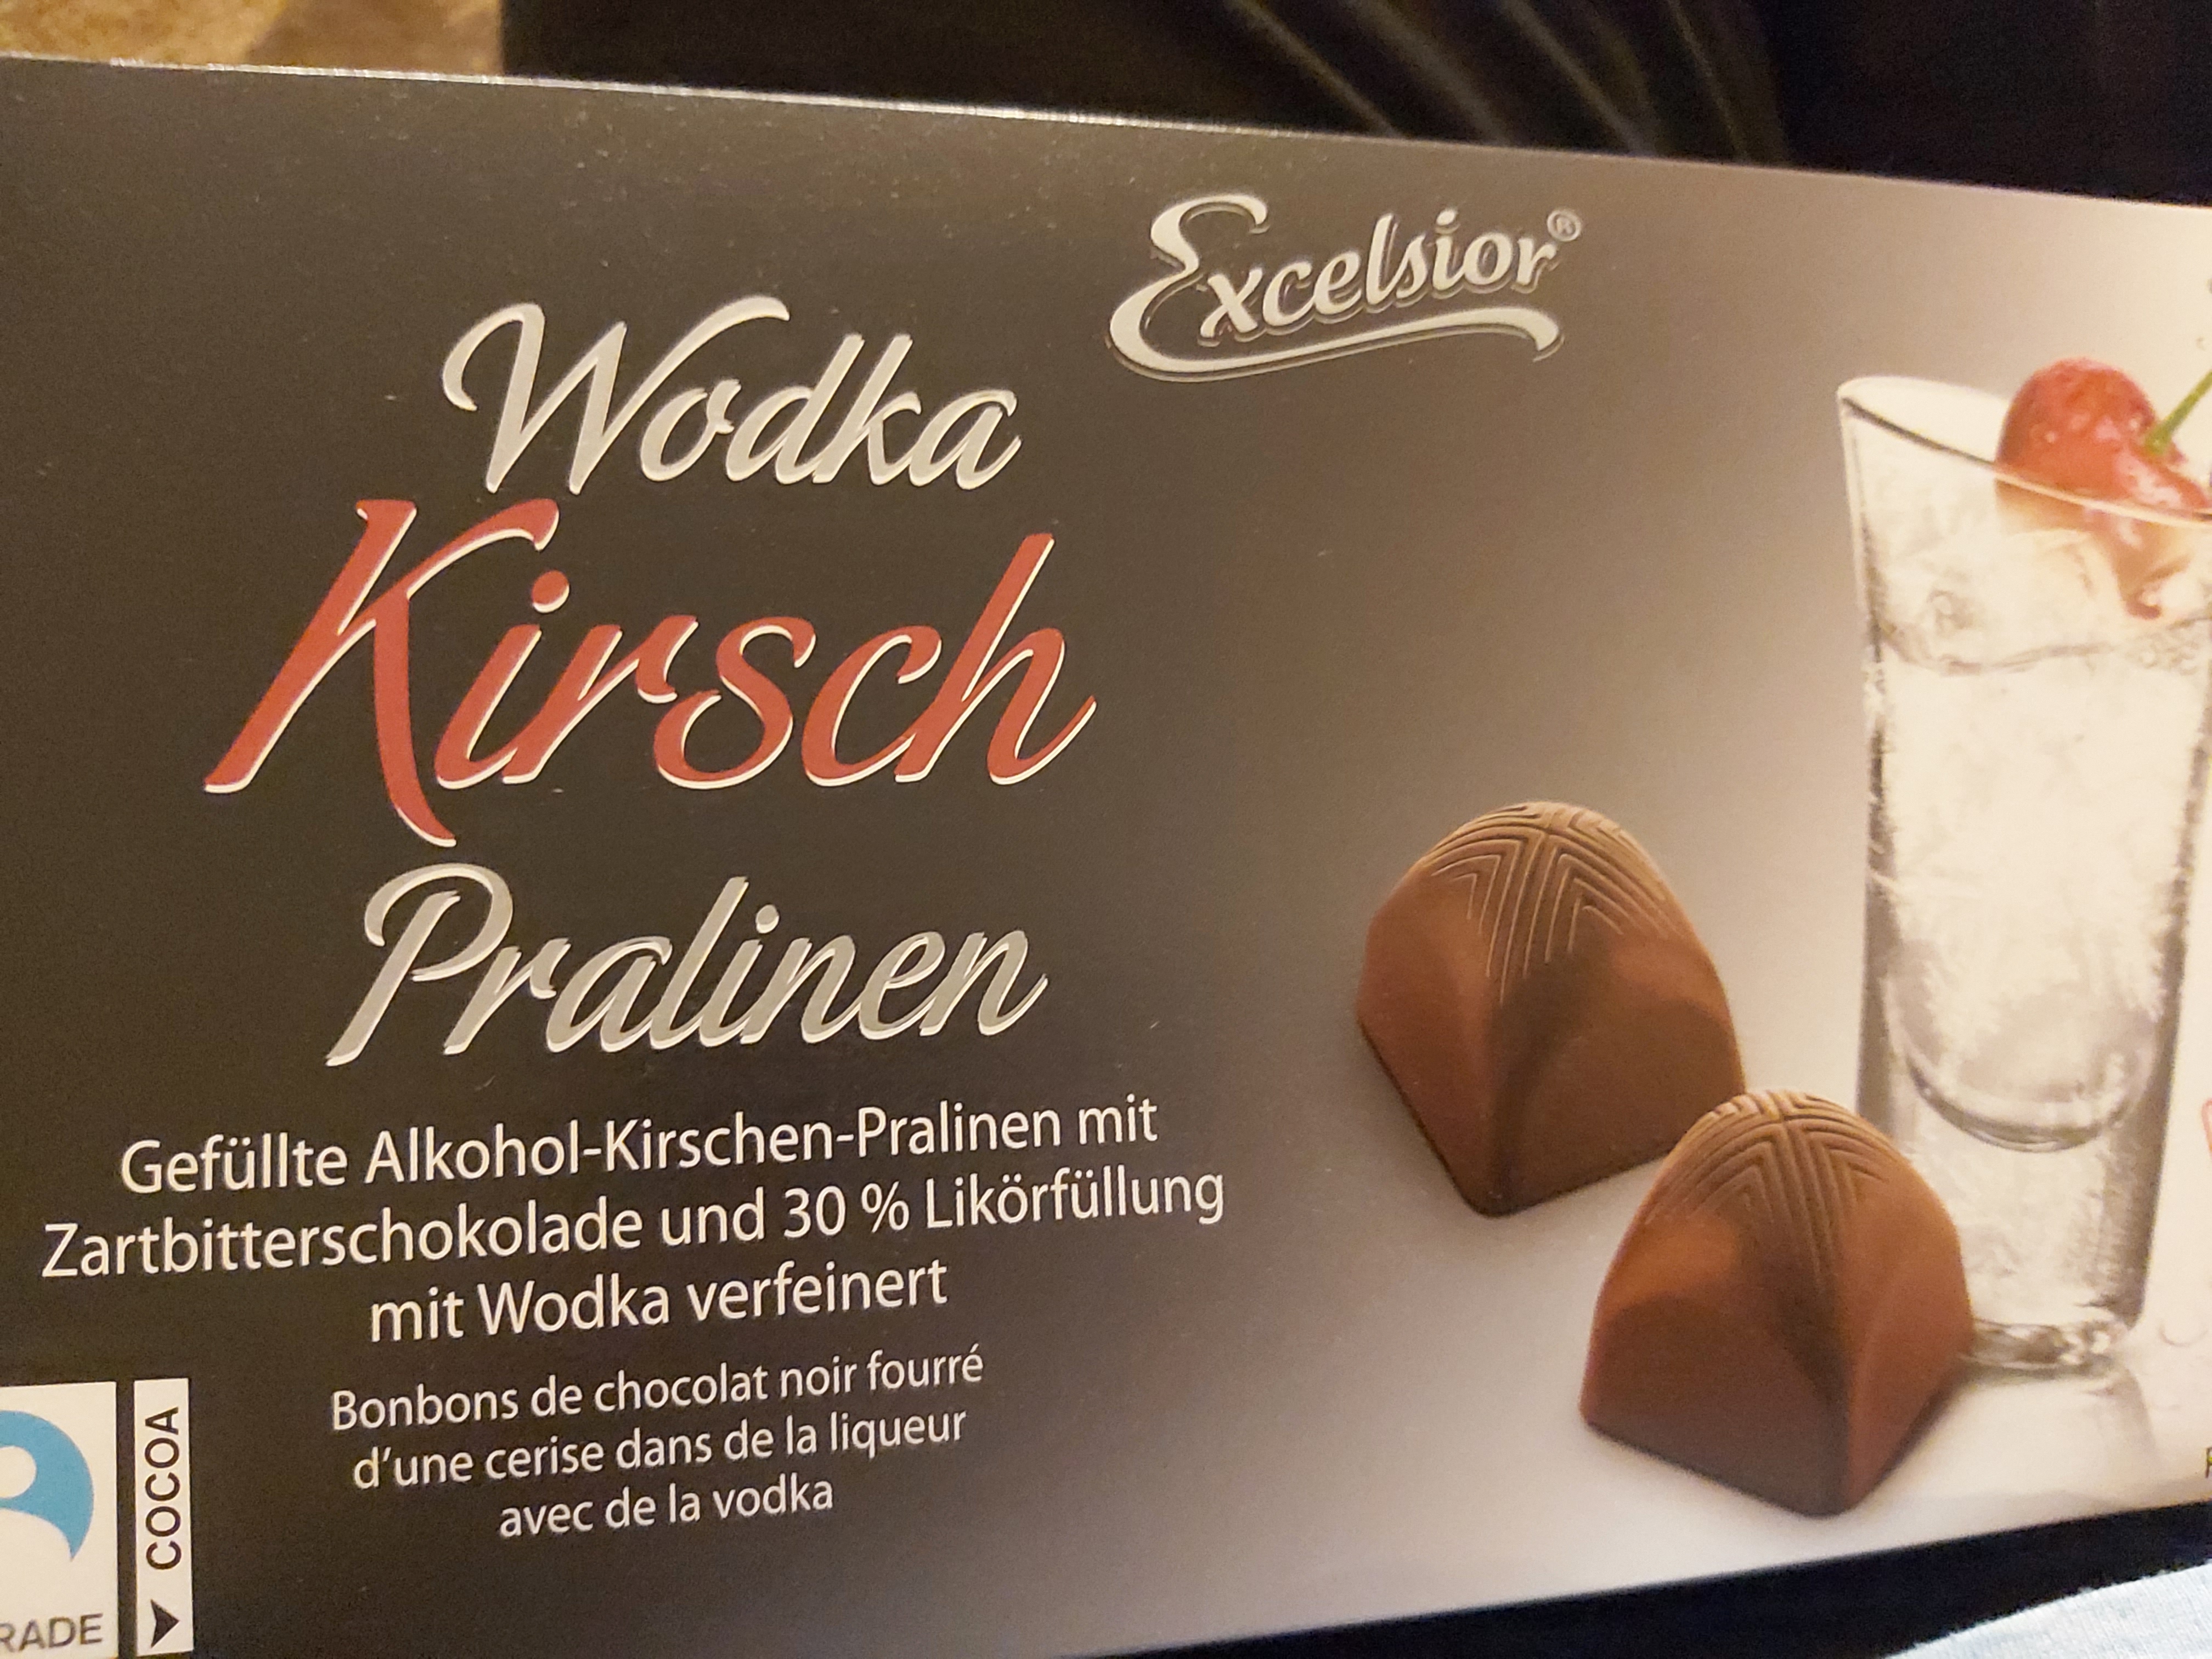 Excelsior®
Wodka
Kirsch
Pralinen
Gefüllte Alkohol-Kirschen-Pralinen mit
Zartbitterschokolade und 30 % Likörfüllung
mit Wodka verfeinert
Bonbons de chocolat noir fourré
d'une cerise dans de la liqueur
avec de la vodka
COCOA
RADE